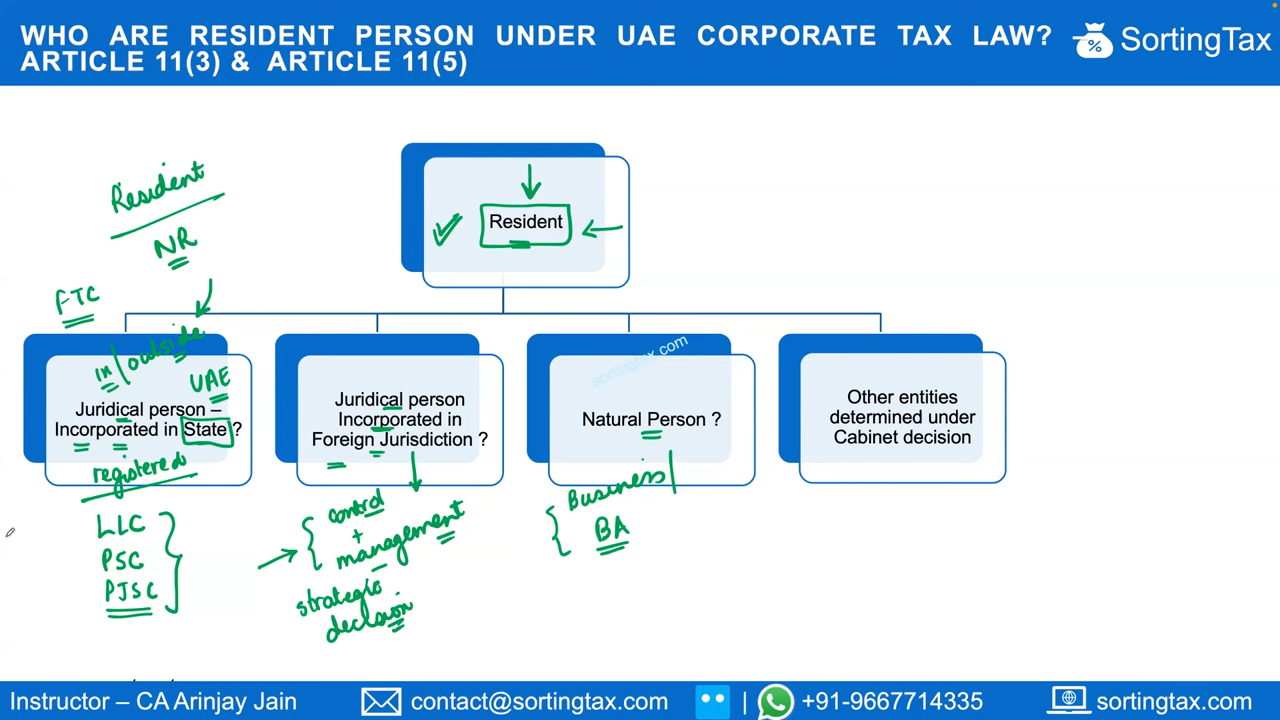 WHO ARE RESIDENT PERSON UNDER UAE CORPORATE TAX LAW?
ARTICLE 11(3) & ARTICLE 11(5)
% SortingTax
Resident
NR
Resident
FTC
in/outside
UAE
Juridical person –
Incorporated in State ?
registered
LLC
PSC
PJSC
Juridical person
Incorporated in
Foreign Jurisdiction ?
control
+
management
strategic
decision
sortingtax.com
Natural Person ?
Business/
BA
Other entities
determined under
Cabinet decision
Instructor – CA Arinjay Jain
contact@sortingtax.com
|
+91-9667714335
sortingtax.com